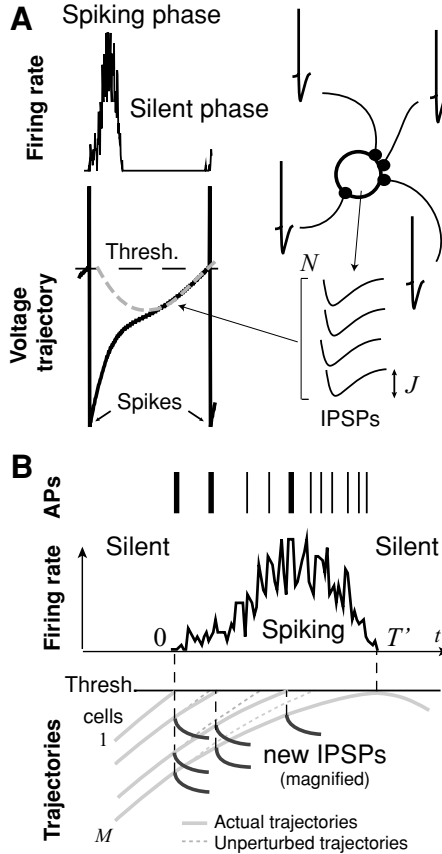 A
Spiking phase
Silent phase
Firing rate
Thresh.
Voltage trajectory
Spikes
N
J
IPSPs
B
APs
Silent
Silent
Firing rate
Spiking
0
T’
t
Thresh.
cells
1
M
Trajectories
new IPSPs
(magnified)
Actual trajectories
Unperturbed trajectories